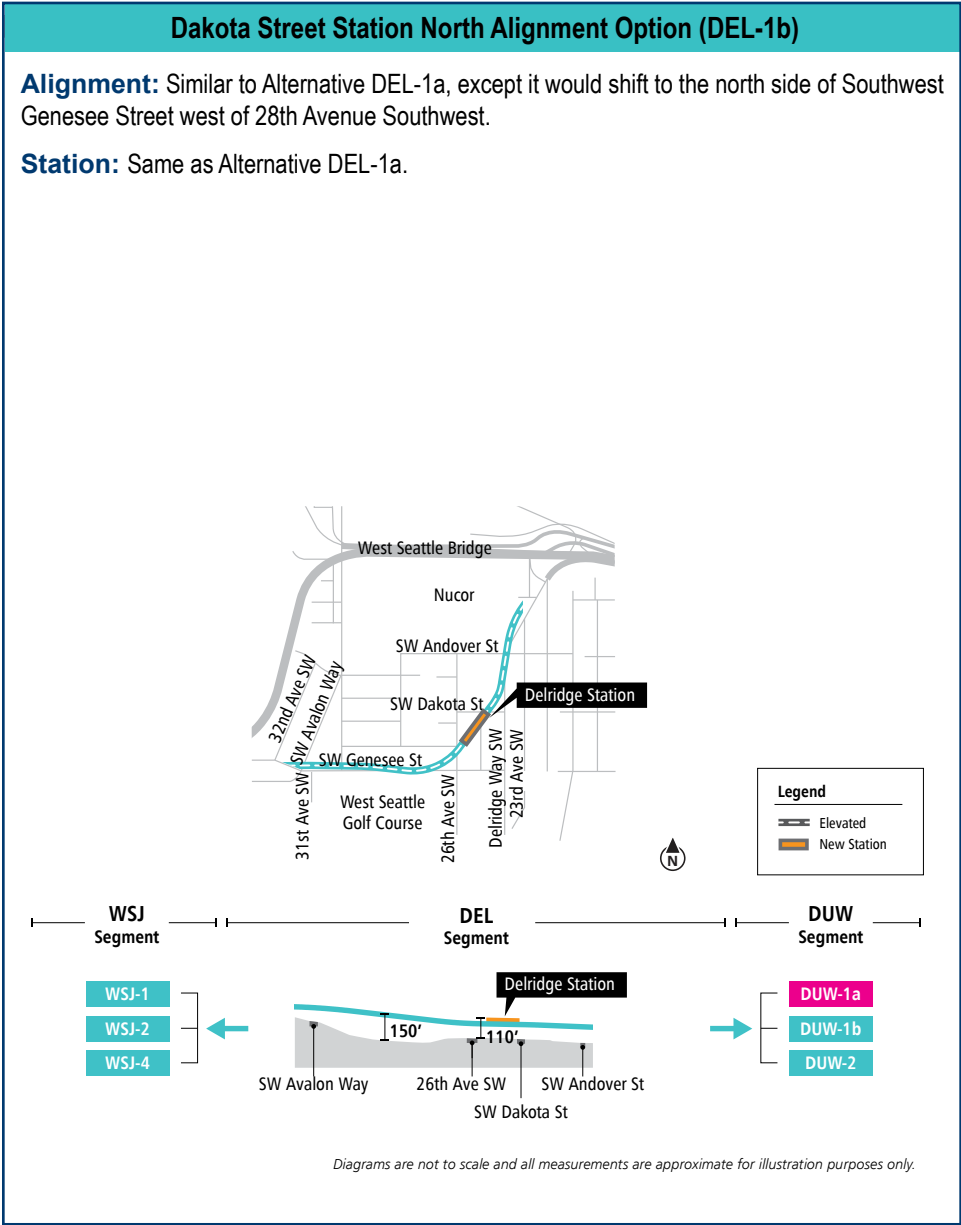 Dakota Street Station North Alignment Option (DEL-1b)
Alignment: Similar to Alternative DEL-1a, except it would shift to the north side of Southwest
Genesee Street west of 28th Avenue Southwest.
Station: Same as Alternative DEL-1a.
West Seattle Bridge
Nucor
SW Andover St
32nd Ave SW
SW Avalon Way
SW Dakota St
Delridge Station
SW Genesee St
31st Ave SW
West Seattle
Golf Course
26th Ave SW
Delridge Way SW
23rd Ave SW
N
Legend
Elevated
New Station
WSJ
Segment
DEL
Segment
DUW
Segment
WSJ-1
WSJ-2
WSJ-4
Delridge Station
150’
110’
SW Avalon Way
26th Ave SW
SW Andover St
SW Dakota St
DUW-1a
DUW-1b
DUW-2
Diagrams are not to scale and all measurements are approximate for illustration purposes only.